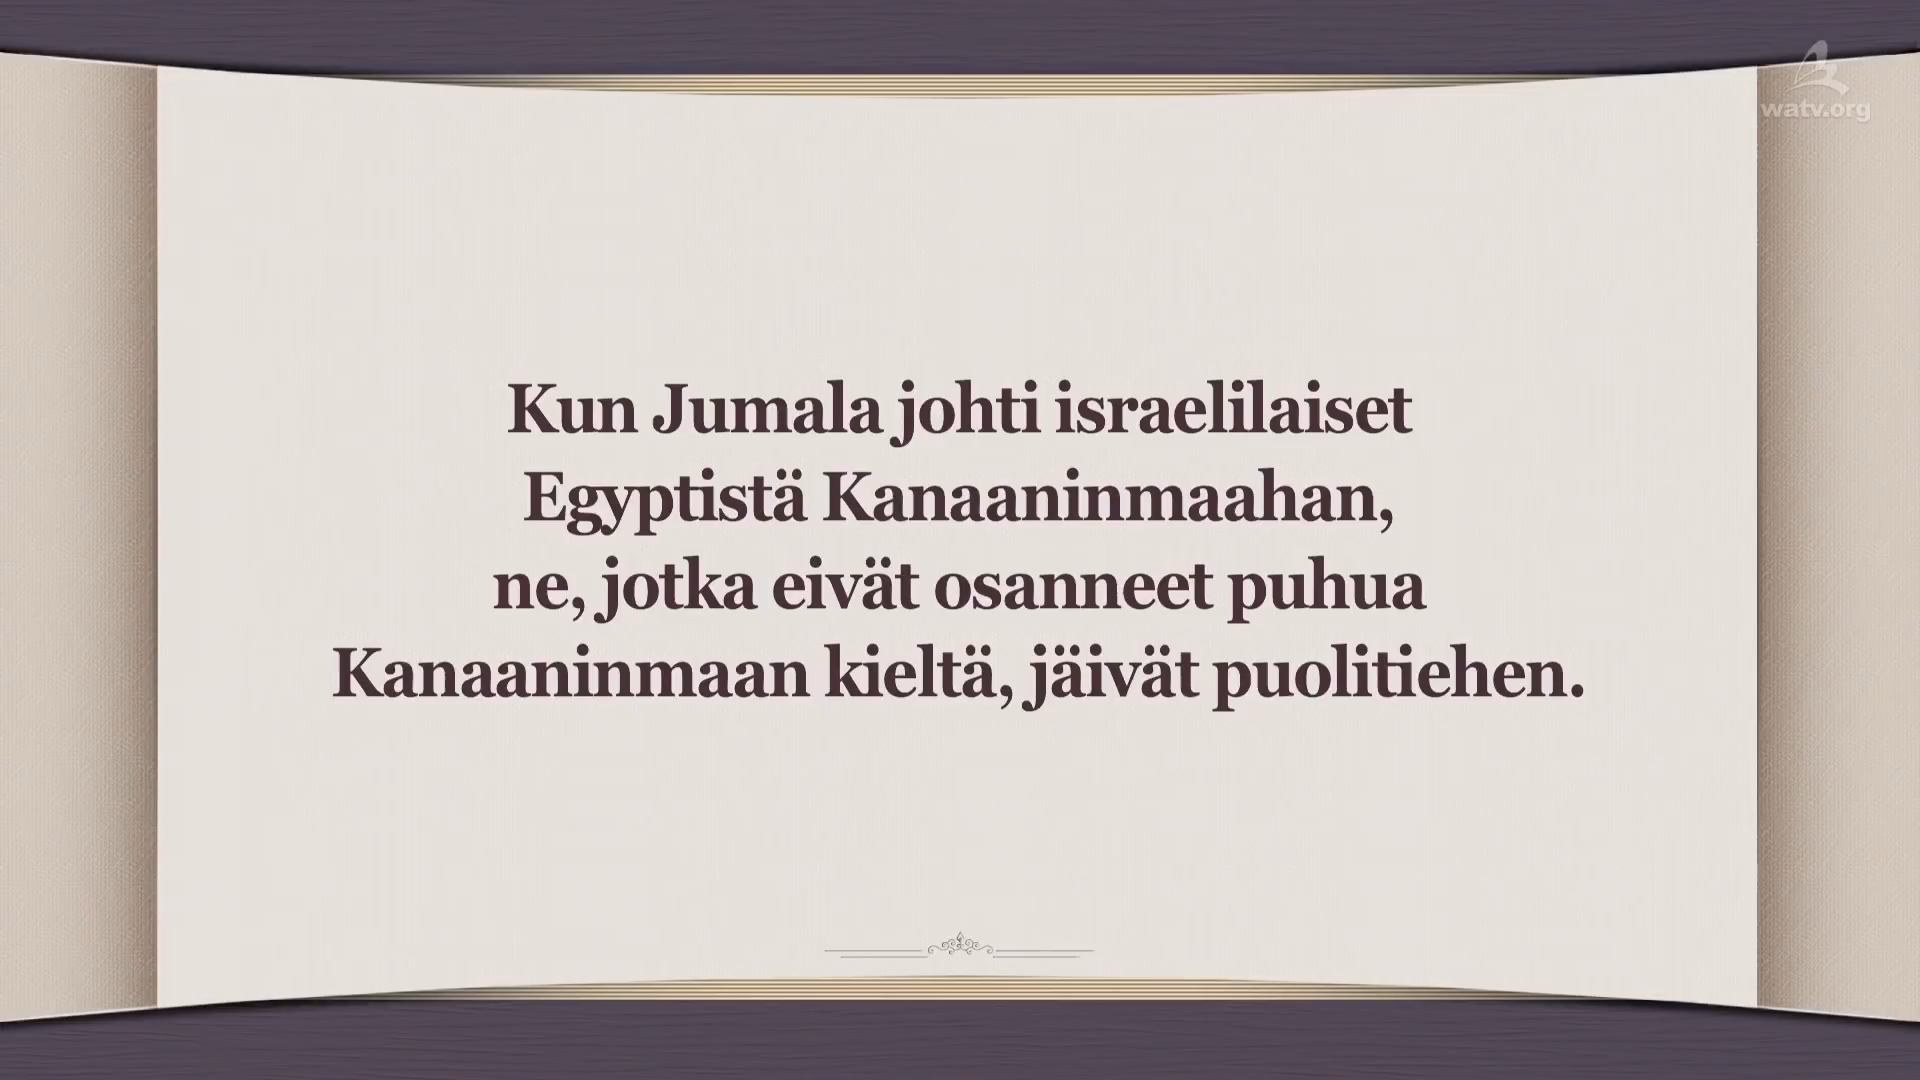 watv.org
Kun Jumala johti israelilaiset
Egyptistä Kanaaninmaahan,
ne, jotka eivät osanneet puhua
Kanaaninmaan kieltä, jäivät puolitiehen.